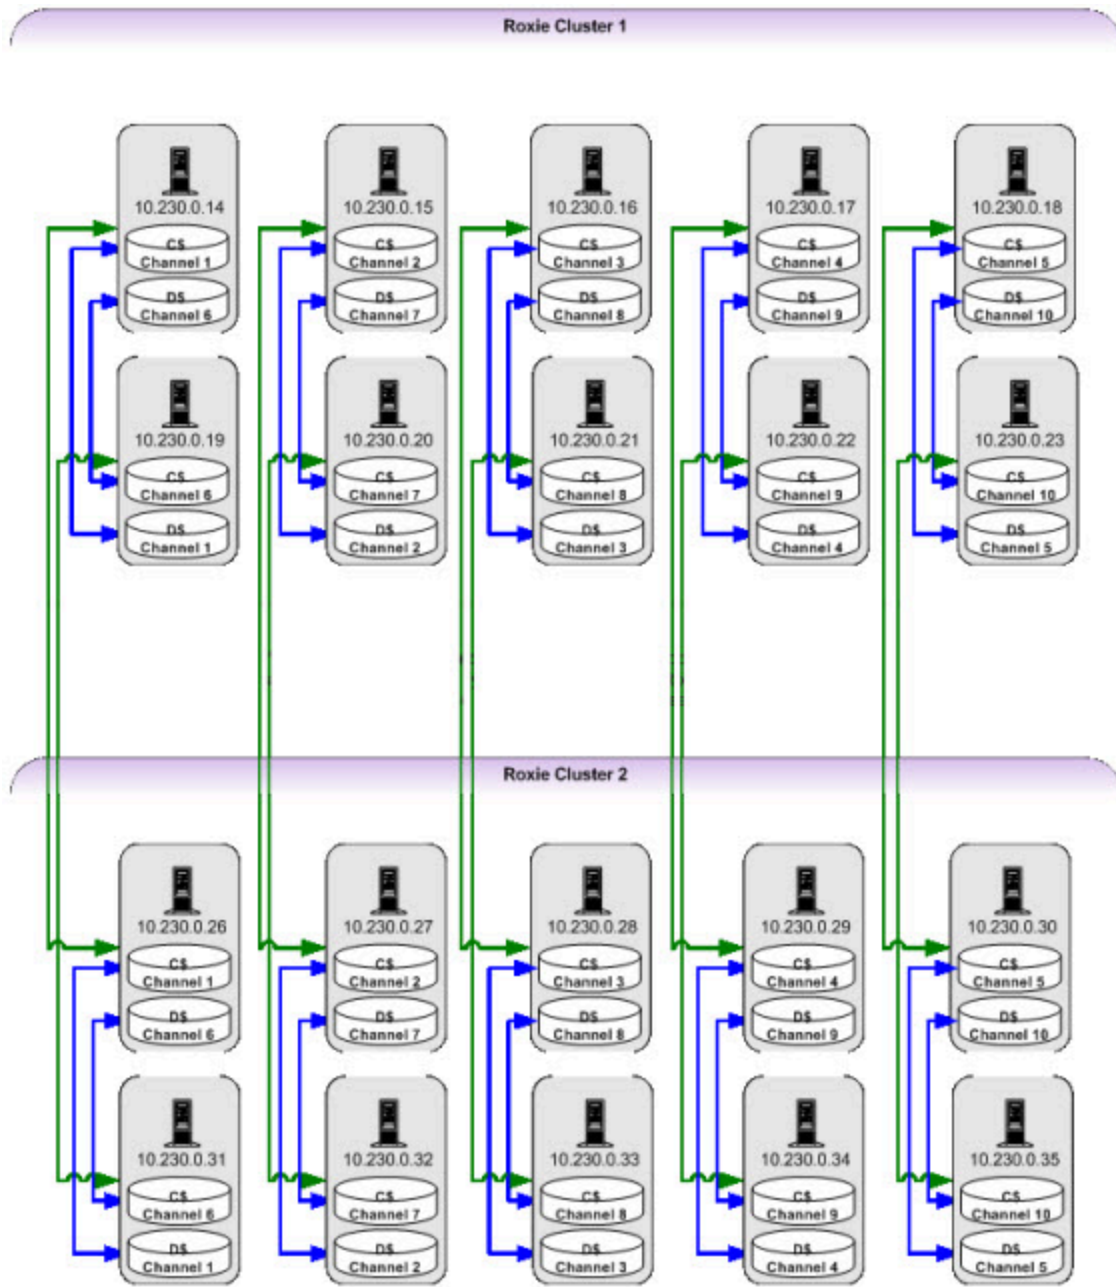 Roxie Cluster 1
10.230.0.14
C$
Channel 1
D$
Channel 6
10.230.0.15
C$
Channel 2
D$
Channel 7
10.230.0.16
C$
Channel 3
D$
Channel 8
10.230.0.17
C$
Channel 4
D$
Channel 9
10.230.0.18
C$
Channel 5
D$
Channel 10
10.230.0.19
C$
Channel 6
D$
Channel 1
10.230.0.20
C$
Channel 7
D$
Channel 2
10.230.0.21
C$
Channel 8
D$
Channel 3
10.230.0.22
C$
Channel 9
D$
Channel 4
10.230.0.23
C$
Channel 10
D$
Channel 5
Roxie Cluster 2
10.230.0.26
C$
Channel 1
D$
Channel 6
10.230.0.27
C$
Channel 2
D$
Channel 7
10.230.0.28
C$
Channel 3
D$
Channel 8
10.230.0.29
C$
Channel 4
D$
Channel 9
10.230.0.30
C$
Channel 5
D$
Channel 10
10.230.0.31
C$
Channel 6
D$
Channel 1
10.230.0.32
C$
Channel 7
D$
Channel 2
10.230.0.33
C$
Channel 8
D$
Channel 3
10.230.0.34
C$
Channel 9
D$
Channel 4
10.230.0.35
C$
Channel 10
D$
Channel 5